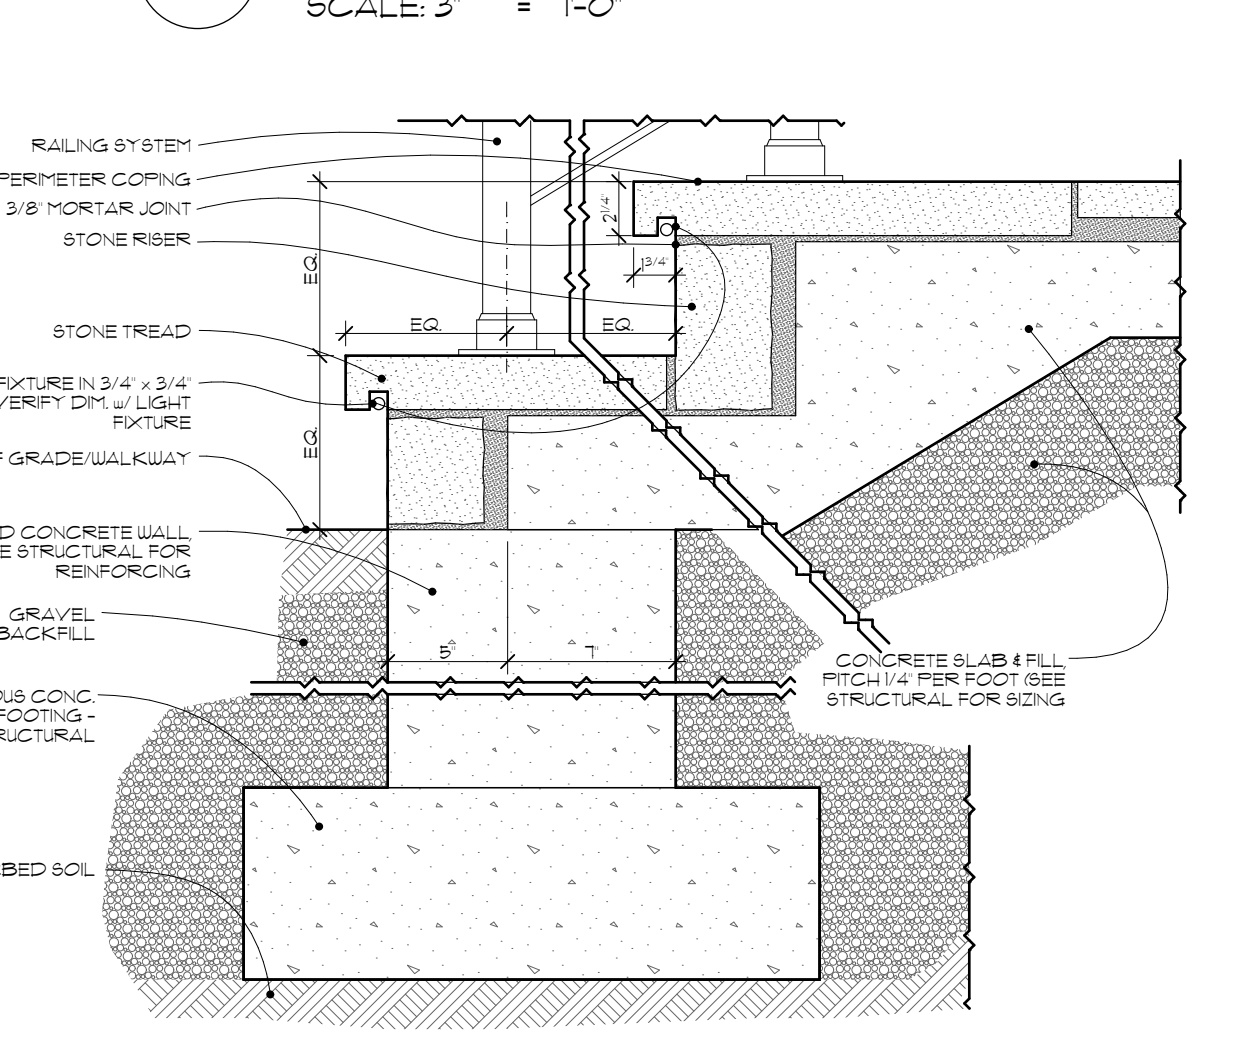 SCALE: 3" = 1'-0"
RAILING SYSTEM
PERIMETER COPING
3/8" MORTAR JOINT
STONE RISER
STONE TREAD
FIXTURE IN 3/4" x 3/4"
VERIFY DIM. w/ LIGHT
FIXTURE
GRADE/WALKWAY
CONCRETE WALL,
STRUCTURAL FOR
REINFORCING
GRAVEL
BACKFILL
CONC.
FOOTING -
SOIL
EQ.
EQ.
EQ.
EQ.
2 1/4"
1 3/4"
5"
7"
CONCRETE SLAB & FILL,
PITCH 1/4" PER FOOT (SEE
STRUCTURAL FOR SIZING